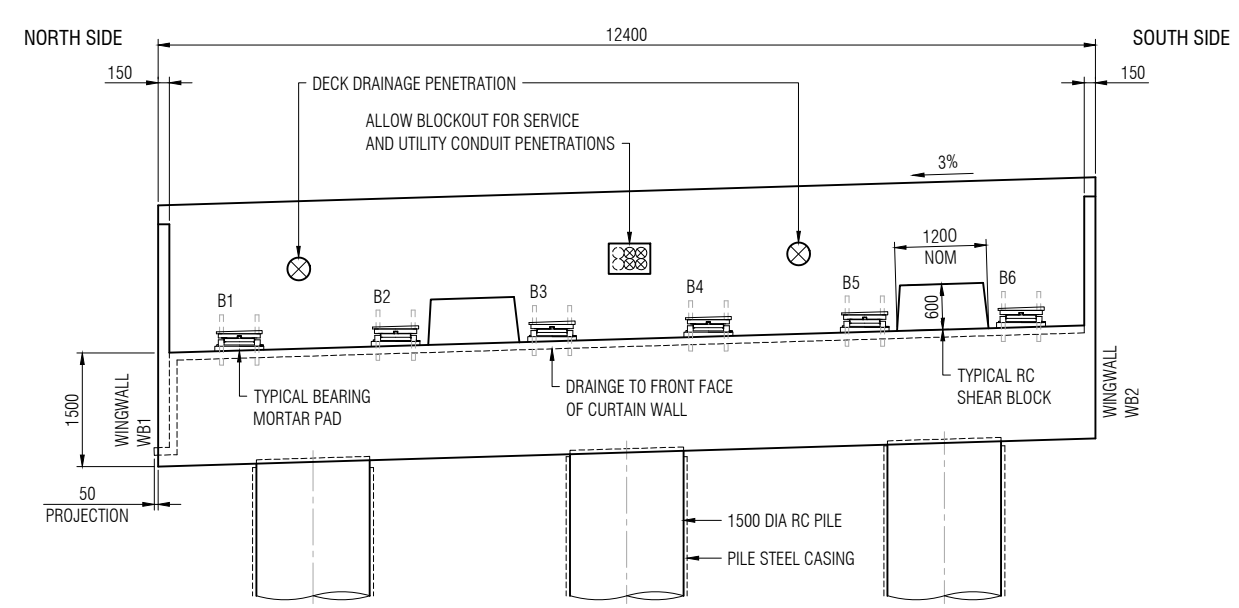 NORTH SIDE
12400
SOUTH SIDE
150
150
DECK DRAINAGE PENETRATION
ALLOW BLOCKOUT FOR SERVICE
AND UTILITY CONDUIT PENETRATIONS
3%
1200
NOM
B1
B2
B3
B4
B5
B6
600
1500
WINGWALL
WB1
TYPICAL BEARING
MORTAR PAD
DRAINGE TO FRONT FACE
OF CURTAIN WALL
TYPICAL RC
SHEAR BLOCK
WINGWALL
WB2
50
PROJECTION
1500 DIA RC PILE
PILE STEEL CASING